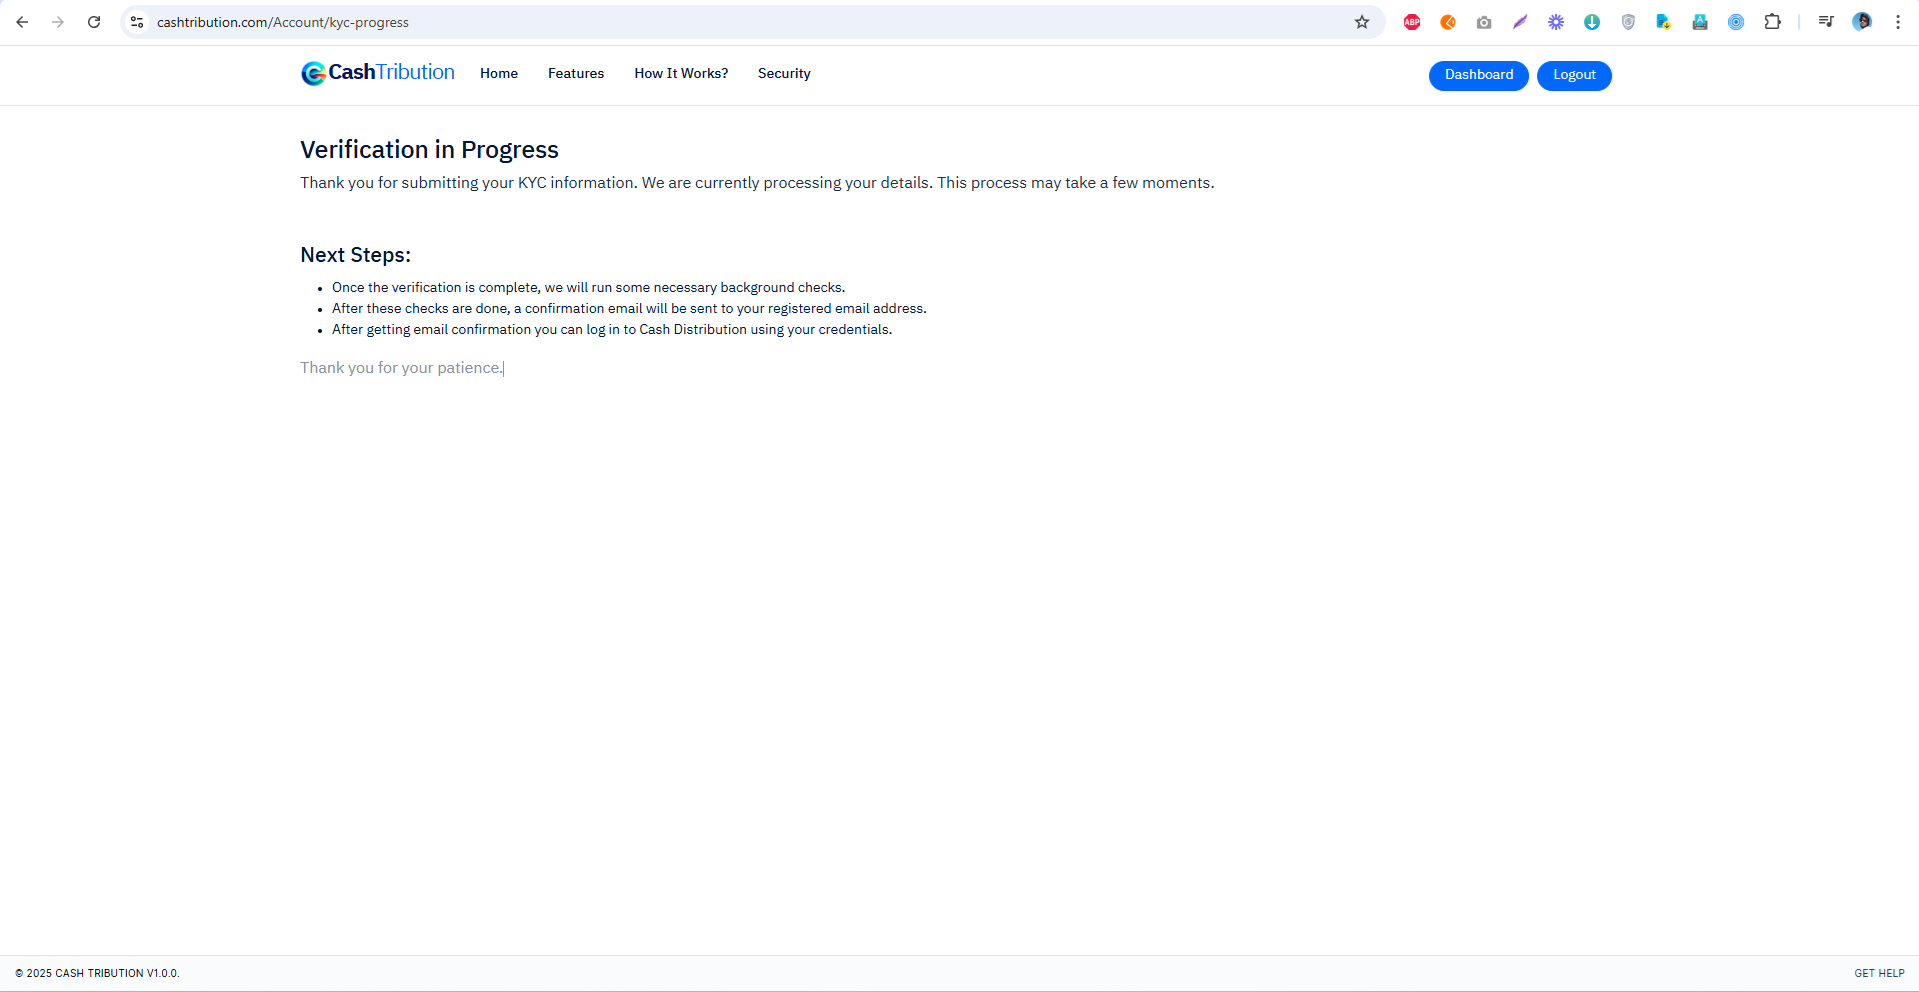 cashtribution.com/Account/kyc-progress
ABP
CashTribution Home Features How It Works? Security Dashboard Logout
Verification in Progress
Thank you for submitting your KYC information. We are currently processing your details. This process may take a few moments.
Next Steps:
• Once the verification is complete, we will run some necessary background checks.
• After these checks are done, a confirmation email will be sent to your registered email address.
• After getting email confirmation you can log in to Cash Distribution using your credentials.
Thank you for your patience.
© 2025 CASH TRIBUTION V1.0.0. GET HELP